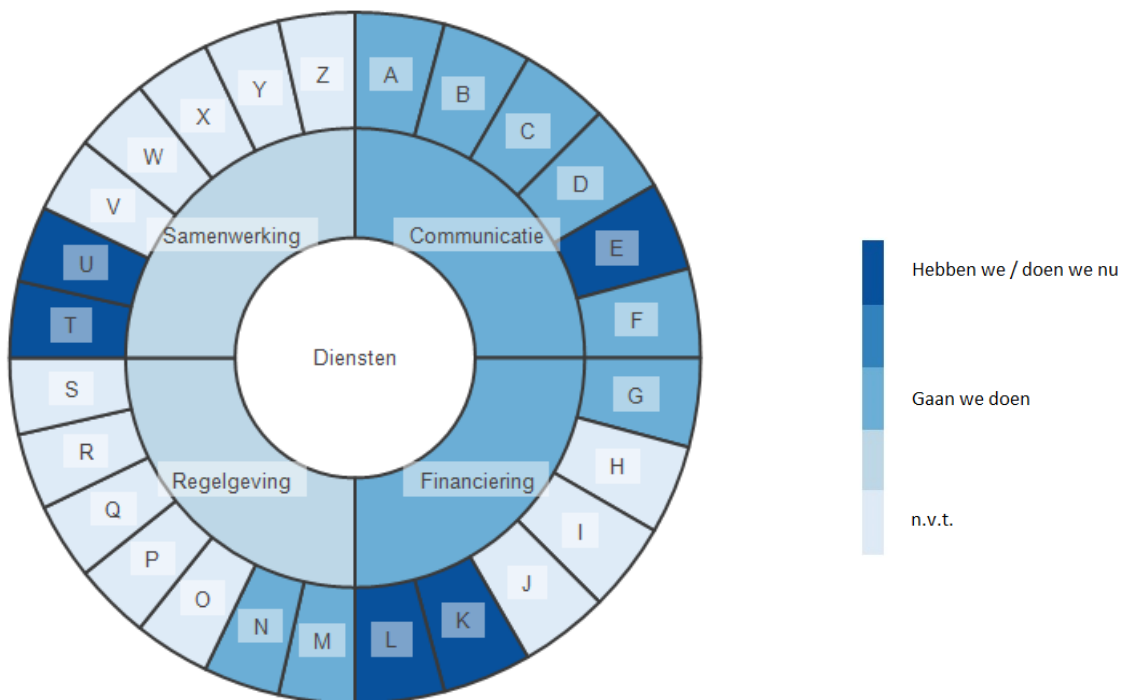 Z
A
Y
B
X
C
W
D
V
Samenwerking
Communicatie
E
U
Hebben we / doen we nu
F
T
Diensten
S
G
Gaan we doen
R
H
Regelgeving
Financiering
Q
I
n.v.t.
P
J
O
N
K
M
L